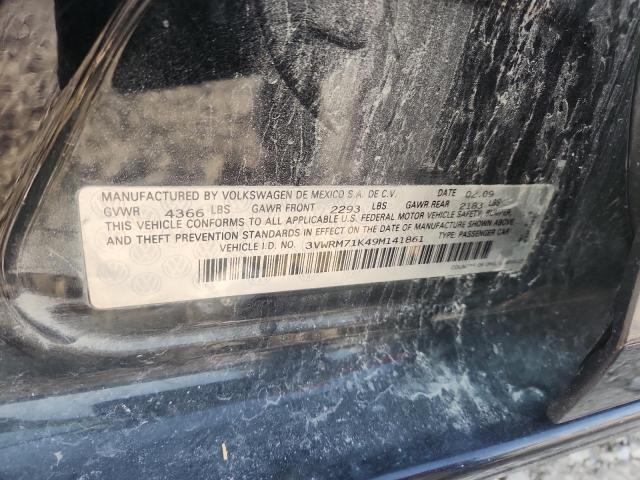 MANUFACTURED BY VOLKSWAGEN DE MEXICO S.A. DE C.V. DATE 02.09
GVWR 4366 LBS GAWR FRONT 2293 LBS GAWR REAR 2183 LBS
THIS VEHICLE CONFORMS TO ALL APPLICABLE U.S. FEDERAL MOTOR VEHICLE SAFETY, BUMPER,
AND THEFT PREVENTION STANDARDS IN EFFECT ON THE DATE OF MANUFACTURE SHOWN ABOVE
VEHICLE I.D. NO. 3VWRM71K49M141861 TYPE: PASSENGER CAR